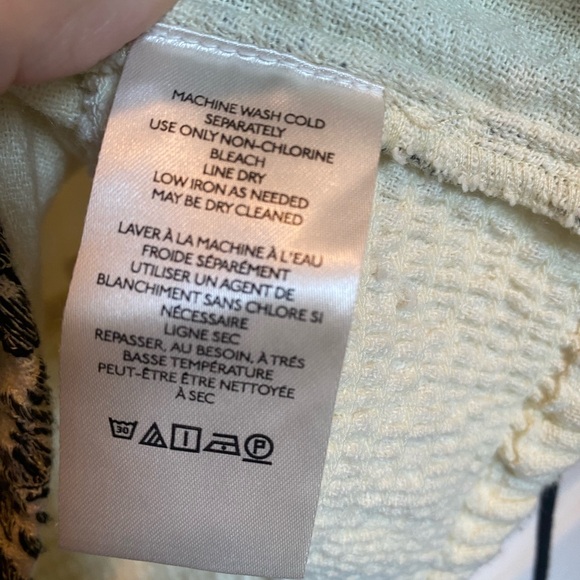 MACHINE WASH COLD
SEPARATELY
USE ONLY NON-CHLORINE
BLEACH
LINE DRY
LOW IRON AS NEEDED
MAY BE DRY CLEANED
LAVER À LA MACHINE À L'EAU
FROIDE SÉPARÉMENT
UTILISER UN AGENT DE
BLANCHIMENT SANS CHLORE SI
NÉCESSAIRE
LIGNE SEC
REPASSER, AU BESOIN, À TRÉS
BASSE TEMPÉRATURE
PEUT-ÊTRE ÊTRE NETTOYÉE
À SEC
30 P